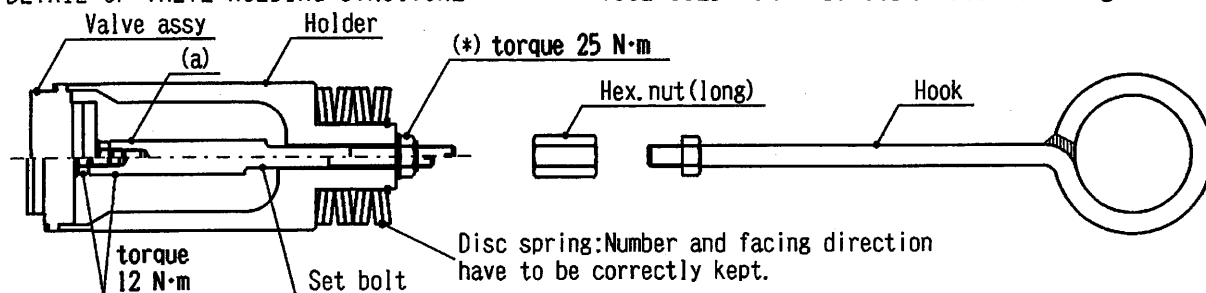 Valve assy
Holder
(a)
(*) torque 25 N·m
Hex. nut(long)
Hook
Disc spring:Number and facing direction
have to be correctly kept.
torque
12 N·m
Set bolt